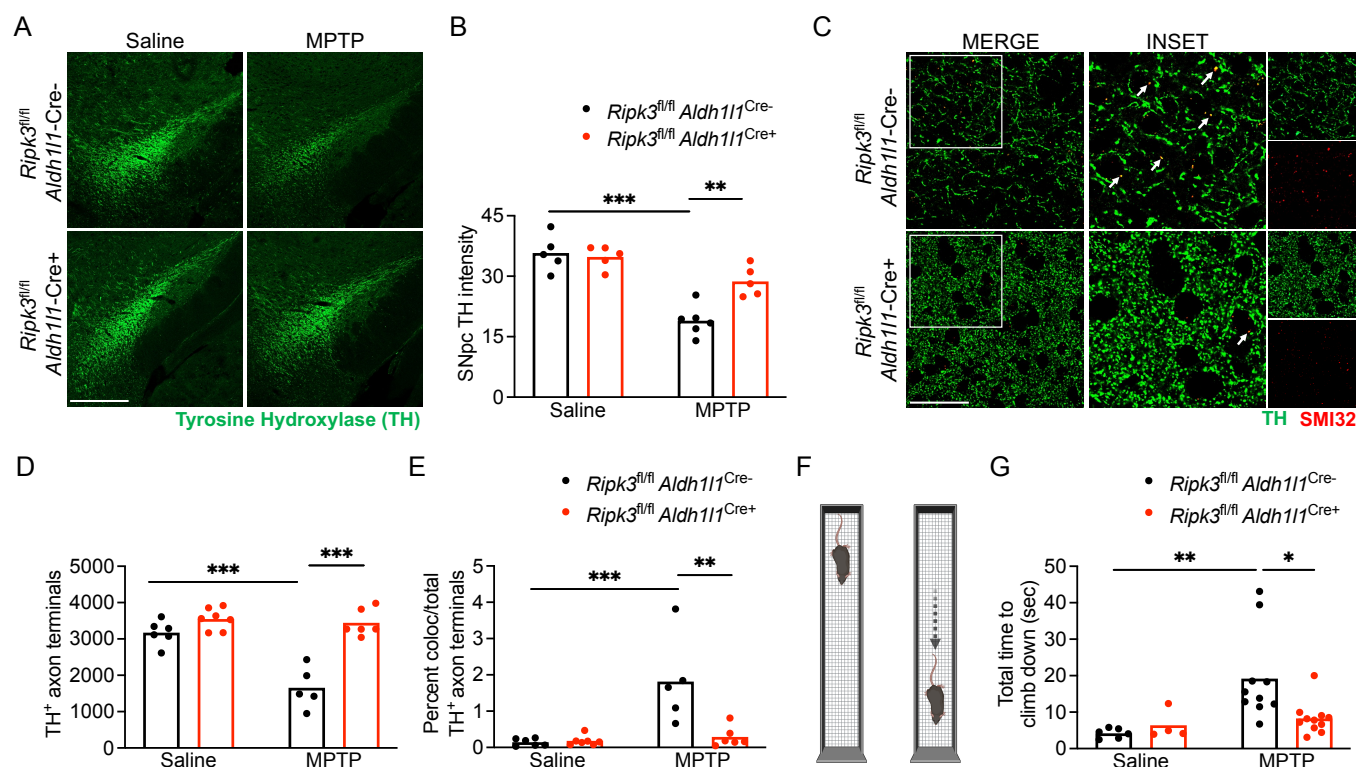 A
Saline
MPTP
Ripk3fl/fl
Aldh1l1-Cre-
Ripk3fl/fl
Aldh1l1-Cre+
Tyrosine Hydroxylase (TH)
B
Ripk3fl/fl Aldh1l1Cre-
Ripk3fl/fl Aldh1l1Cre+
***
**
SNpc TH intensity
45
30
15
0
Saline
MPTP
C
MERGE
INSET
Ripk3fl/fl
Aldh1l1-Cre-
Ripk3fl/fl
Aldh1l1-Cre+
TH SMI32
D
***
***
TH+ axon terminals
5000
4000
3000
2000
1000
0
Saline
MPTP
E
Ripk3fl/fl Aldh1l1Cre-
Ripk3fl/fl Aldh1l1Cre+
***
**
Percent coloc/total
TH+ axon terminals
5
4
3
2
1
0
Saline
MPTP
F
G
Ripk3fl/fl Aldh1l1Cre-
Ripk3fl/fl Aldh1l1Cre+
**
*
Total time to
climb down (sec)
50
40
30
20
10
0
Saline
MPTP